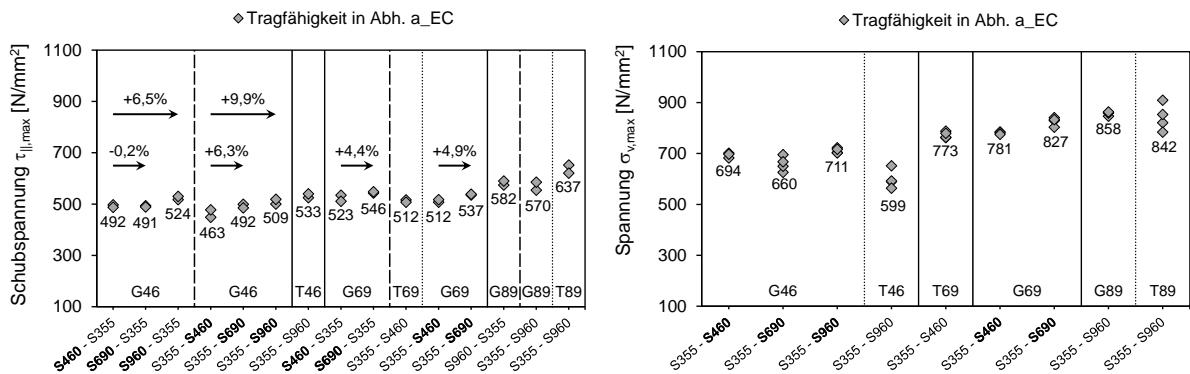 Tragfähigkeit in Abh. a_EC
Schubspannung τ||,max [N/mm²]
1100
900
700
500
300
100
+6,5%
+9,9%
-0,2%
+6,3%
+4,4%
+4,9%
492
491
524
463
492
509
533
523
546
512
512
537
582
570
637
G46
G46
T46
G69
T69
G69
G89
G89
T89
S460 - S355
S690 - S355
S960 - S355
S355 - S460
S355 - S690
S355 - S960
S355 - S960
S460 - S355
S690 - S355
S355 - S460
S355 - S460
S355 - S690
S960 - S355
S355 - S960
S355 - S960
Tragfähigkeit in Abh. a_EC
Spannung σv,max [N/mm²]
1100
900
700
500
300
100
694
660
711
599
773
781
827
858
842
G46
T46
T69
G69
G89
T89
S355 - S460
S355 - S690
S355 - S960
S355 - S960
S355 - S460
S355 - S460
S355 - S690
S355 - S960
S355 - S960